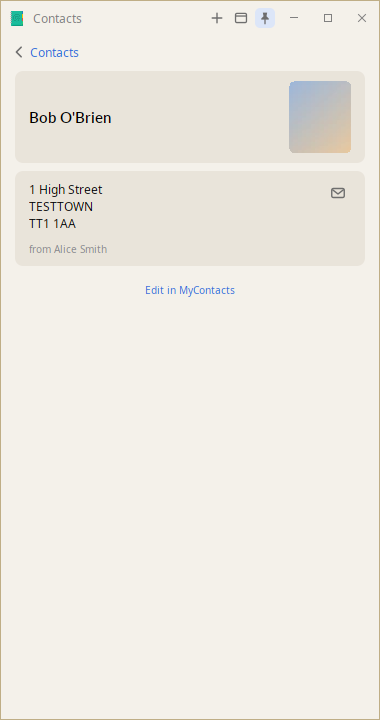 Contacts
Contacts
Bob O'Brien
1 High Street
TESTTOWN
TT1 1AA
from Alice Smith
Edit in MyContacts